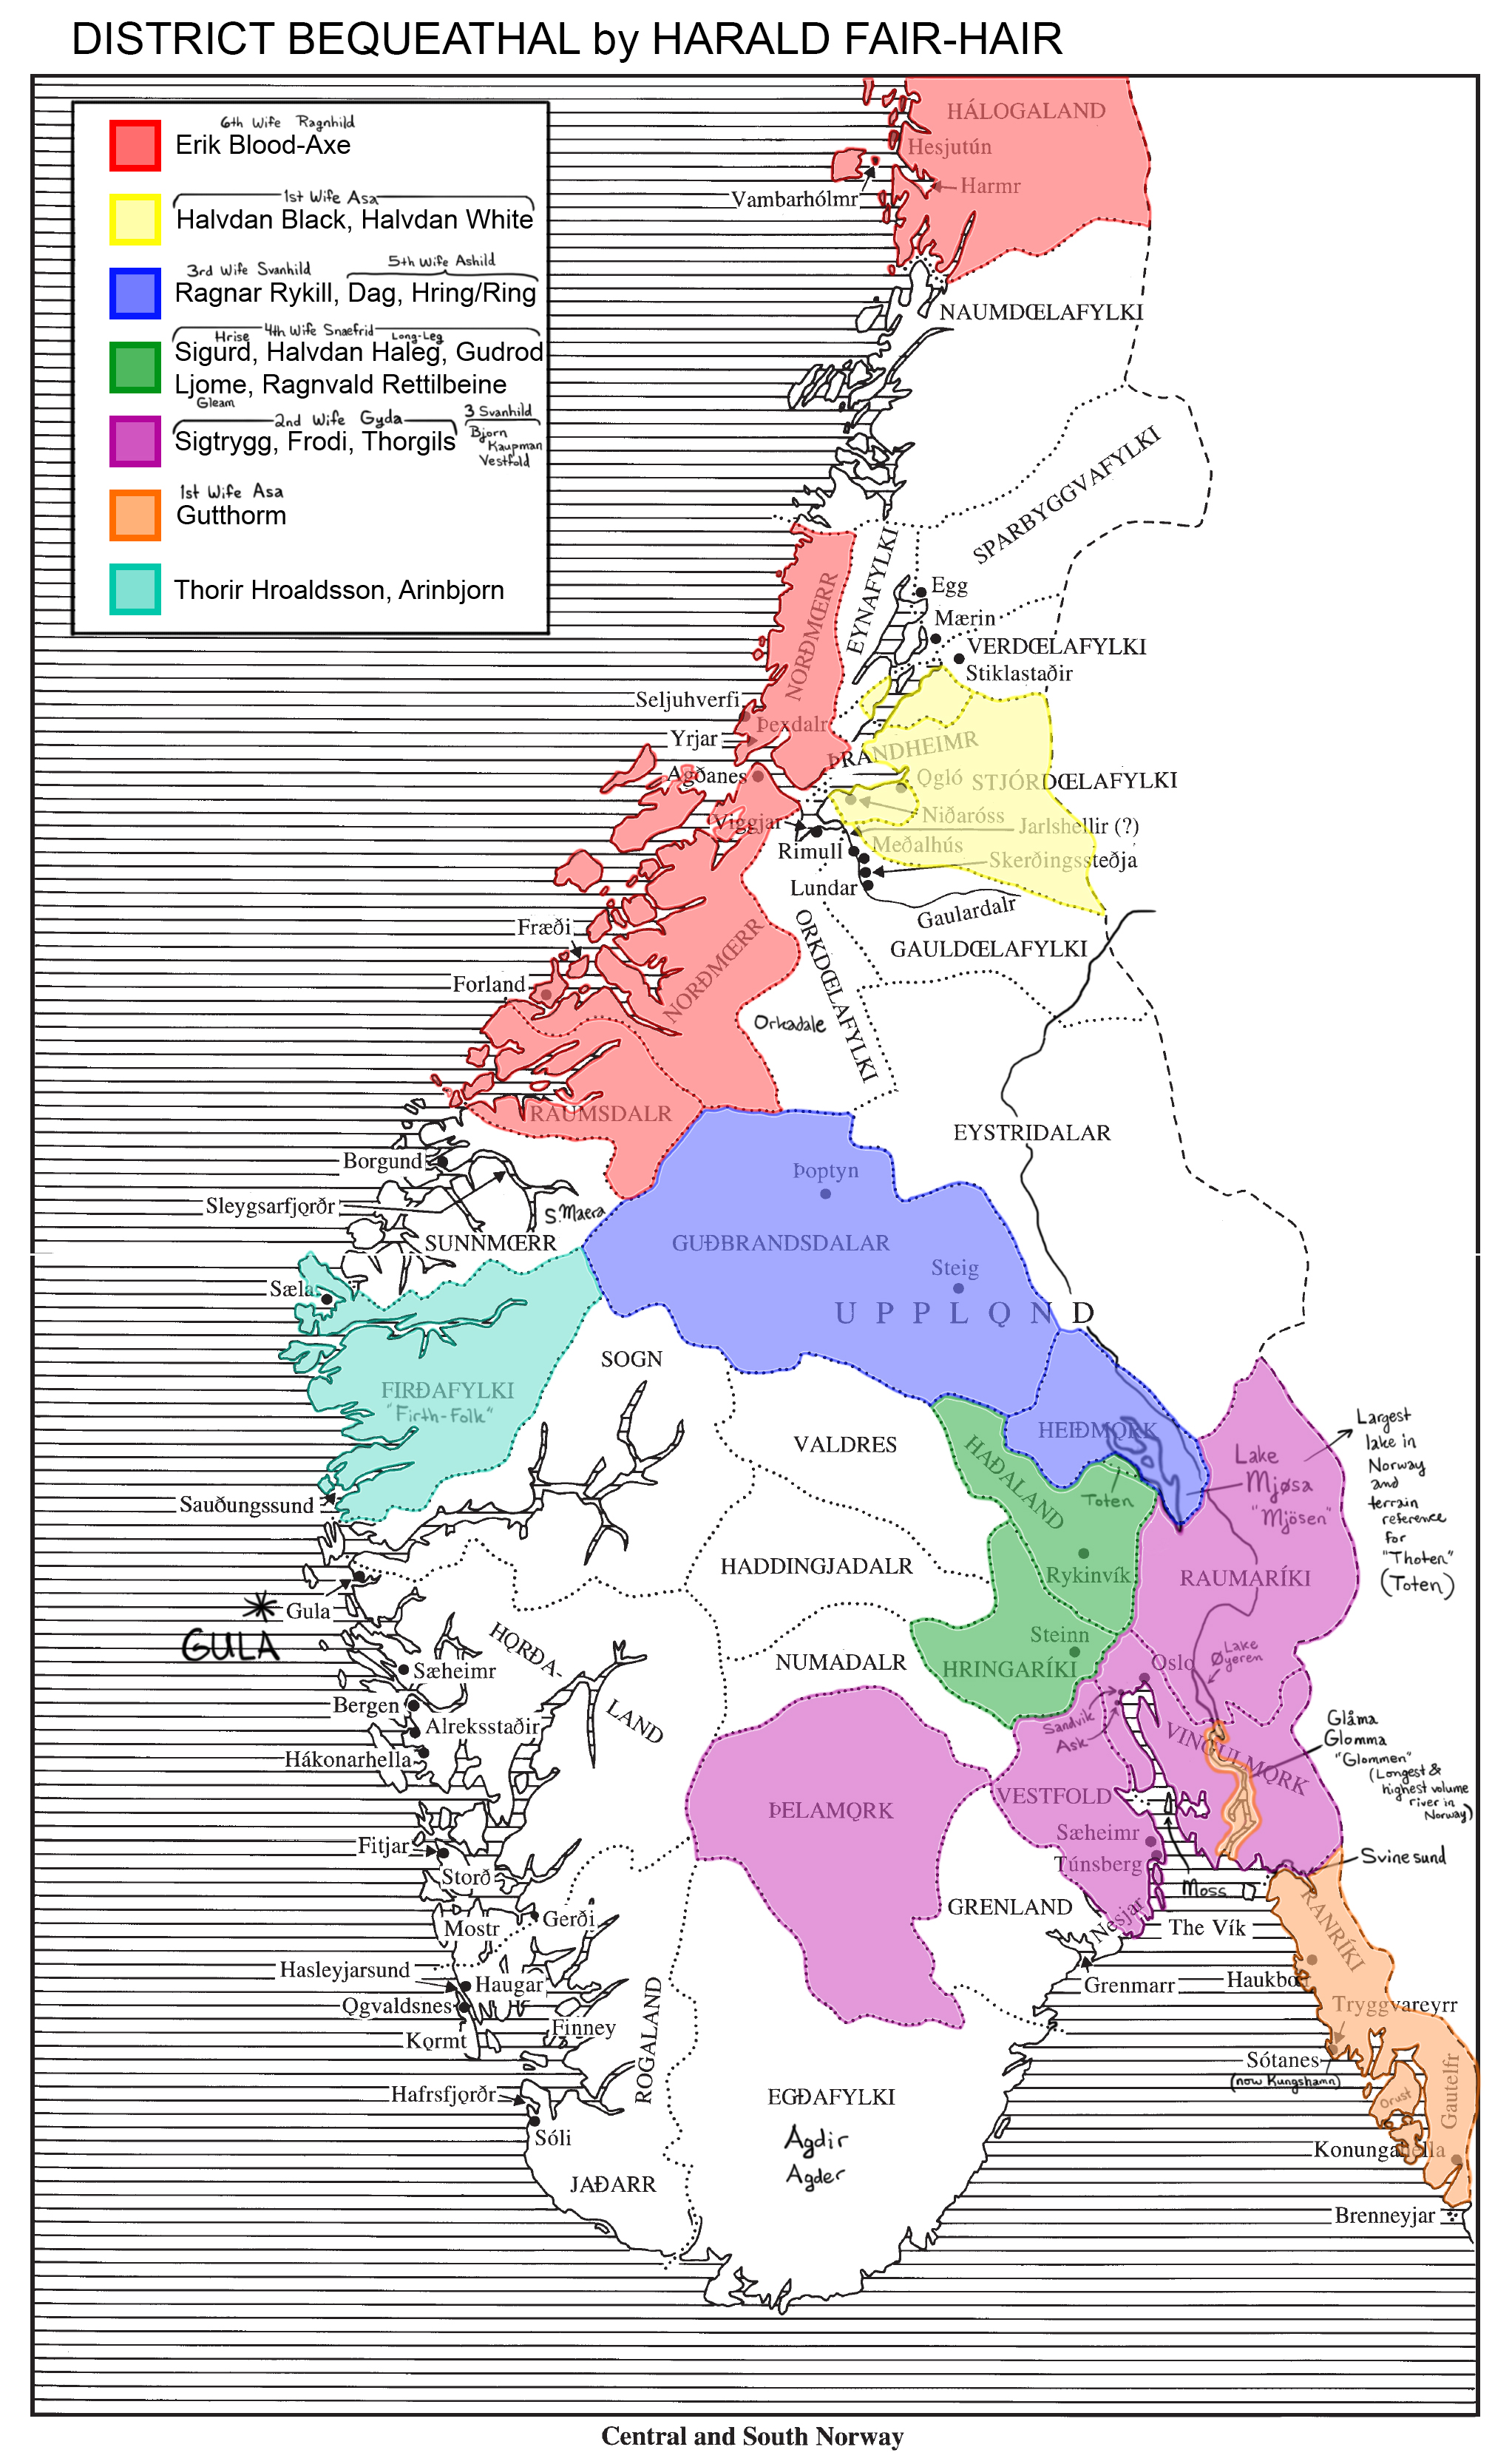 DISTRICT BEQUEATHAL by HARALD FAIR-HAIR
6th Wife Ragnhild
Erik Blood-Axe
1st Wife Asa
Halvdan Black, Halvdan White
3rd Wife Svanhild
5th Wife Ashild
Ragnar Rykill, Dag, Hring/Ring
4th Wife Snaefrid
Hrise
Long-Leg
Sigurd, Halvdan Haleg, Gudrod
Ljome, Ragnvald Rettilbeine
Gleam
2nd Wife Gyda
3 Svanhild
Sigtrygg, Frodi, Thorgils
Bjorn
Kaupman
Vestfold
1st Wife Asa
Gutthorm
Thorir Hroaldsson, Arinbjorn
HÁLOGALAND
Hesjutún
Harmr
Vambarhólmr
NAUMDŒLAFYLKI
SPARBYGGVAFYLKI
EYNAFYLKI
Egg
Mærin
VERDŒLAFYLKI
Stiklastaðir
NORÐMŒRR
Seljuhverfi
Þexdalr
Yrjar
ÞRANDHEIMR
Agðanes
Ǫgló
STJÓRDŒLAFYLKI
Niðaróss
Viggjar
Jarlshellir (?)
Rimull
Meðalhús
Skerðingssteðja
Lundar
Gaulardalr
GAULDŒLAFYLKI
ORKDŒLAFYLKI
Fræði
Forland
NORÐMŒRR
Orkadale
RAUMSDALR
EYSTRIDALAR
Borgund
Þoptyn
Sleygsarfjǫrðr
S. Maera
SUNNMŒRR
GUÐBRANDSDALAR
Steig
UPPLǪND
SOGN
FIRÐAFYLKI
"Firth-Folk"
VALDRES
HEIÐMǪRK
HAÐALAND
Toten
Lake
Mjøsa
"Mjösen"
Largest
lake in
Norway
and
terrain
reference
for
"Thoten"
(Toten)
Sauðungssund
HADDINGJADALR
Rykinvík
RAUMARÍKI
Gula
GULA
HǪRÐA-
LAND
Steinn
NUMADALR
HRINGARÍKI
Oslo
Lake
Øyeren
Sæheimr
Bergen
Alreksstaðir
Hákonarhella
Sandvik
Ask
VINGULMǪRK
Glåma
Glomma
"Glommen"
(Longest &
highest volume
river in
Norway)
ÞELAMǪRK
VESTFOLD
Sæheimr
Túnsberg
Fitjar
Storð
Svinesund
Moss
GRENLAND
Nesjar
The Vík
RANRÍKI
Mostr
Gerði
Hasleyjarsund
Haugar
Ǫgvaldsnes
Kǫrmt
Finney
ROGALAND
Grenmarr
Tryggvareyrr
Sótanes
(now Kungshamn)
Orust
Gautelfr
Hafrsfjǫrðr
Sóli
JAÐARR
EGÐAFYLKI
Agdir
Agder
Brenneyjar
Central and South Norway